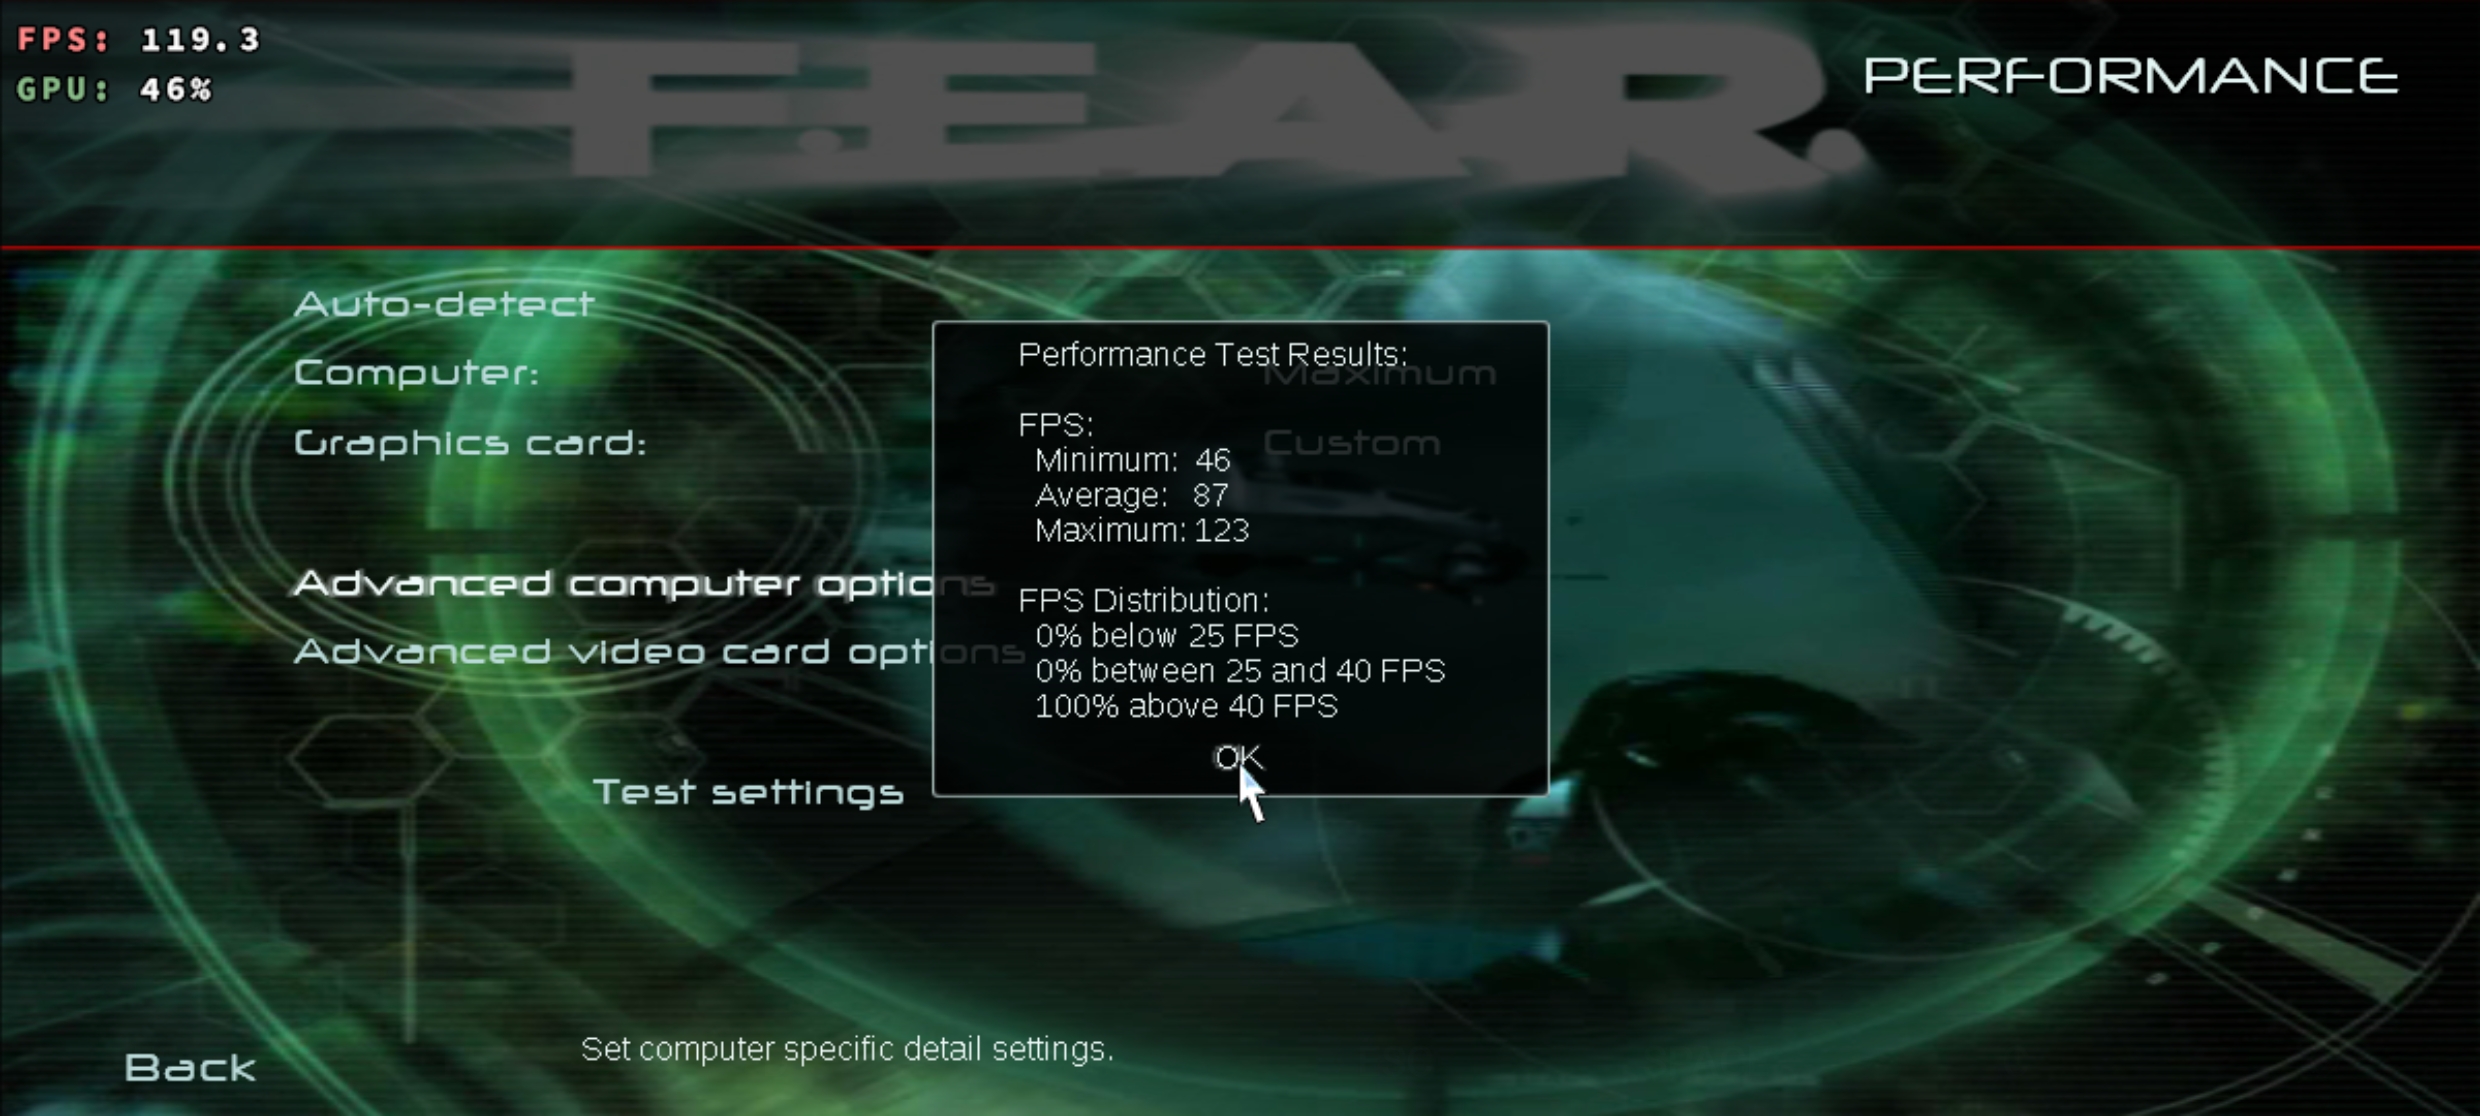 FPS: 119.3
GPU: 46%
F.E.A.R.
PERFORMANCE
Auto-detect
Computer:
Maximum
Graphics card:
Custom
Advanced computer options
Advanced video card options
Test settings
Performance Test Results:
FPS:
Minimum: 46
Average: 87
Maximum: 123
FPS Distribution:
0% below 25 FPS
0% between 25 and 40 FPS
100% above 40 FPS
OK
Set computer specific detail settings.
Back